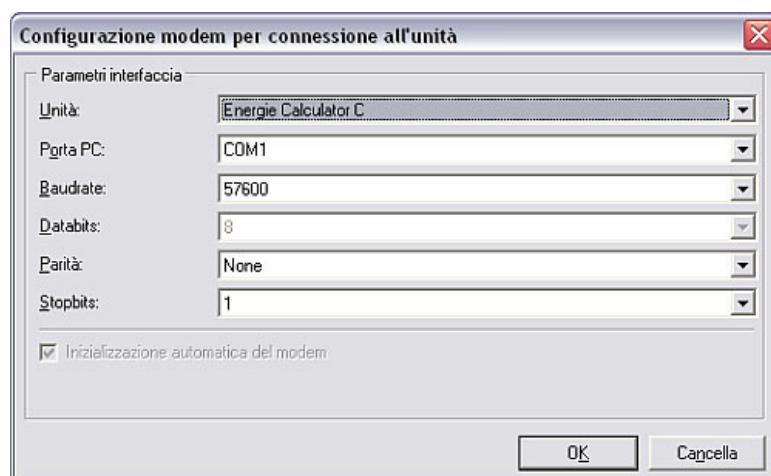 Configurazione modem per connessione all'unità
Parametri interfaccia
Unità: Energie Calculator C
Porta PC: COM1
Baudrate: 57600
Databits: 8
Parità: None
Stopbits: 1
Inizializzazione automatica del modem
OK Cancella